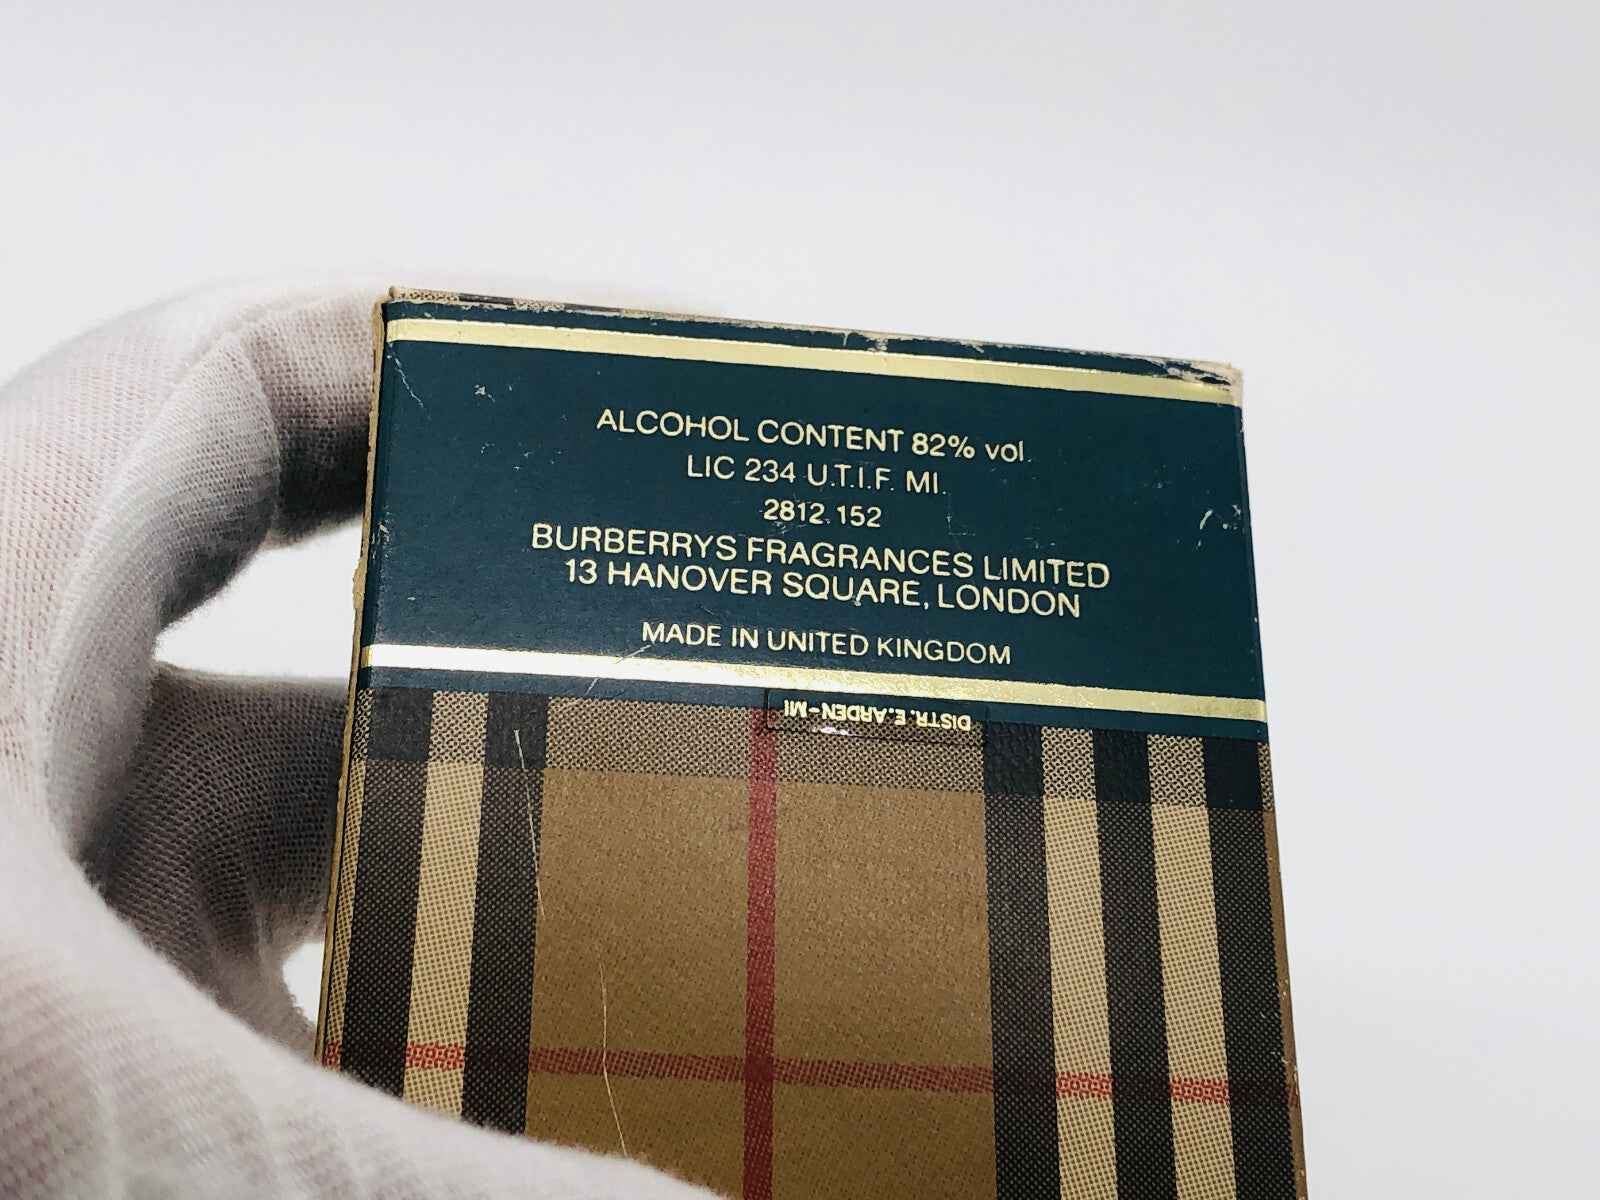 ALCOHOL CONTENT 82% vol.
LIC 234 U.T.I.F. MI.
2812.152
BURBERRYS FRAGRANCES LIMITED
13 HANOVER SQUARE, LONDON
MADE IN UNITED KINGDOM
DISTR. E. ARDEN-MI